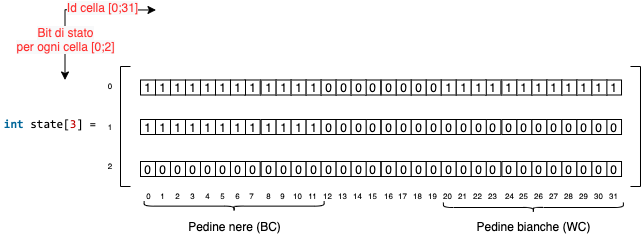 Id cella [0;31]
Bit di stato
per ogni cella [0;2]
0 1 1 1 1 1 1 1 1 1 1 1 1 0 0 0 0 0 0 0 0 1 1 1 1 1 1 1 1 1 1 1 1
int state[3] = 1 1 1 1 1 1 1 1 1 1 1 1 1 0 0 0 0 0 0 0 0 0 0 0 0 0 0 0 0 0 0 0 0
2 0 0 0 0 0 0 0 0 0 0 0 0 0 0 0 0 0 0 0 0 0 0 0 0 0 0 0 0 0 0 0 0
0 1 2 3 4 5 6 7 8 9 10 11 12 13 14 15 16 17 18 19 20 21 22 23 24 25 26 27 28 29 30 31
Pedine nere (BC) Pedine bianche (WC)